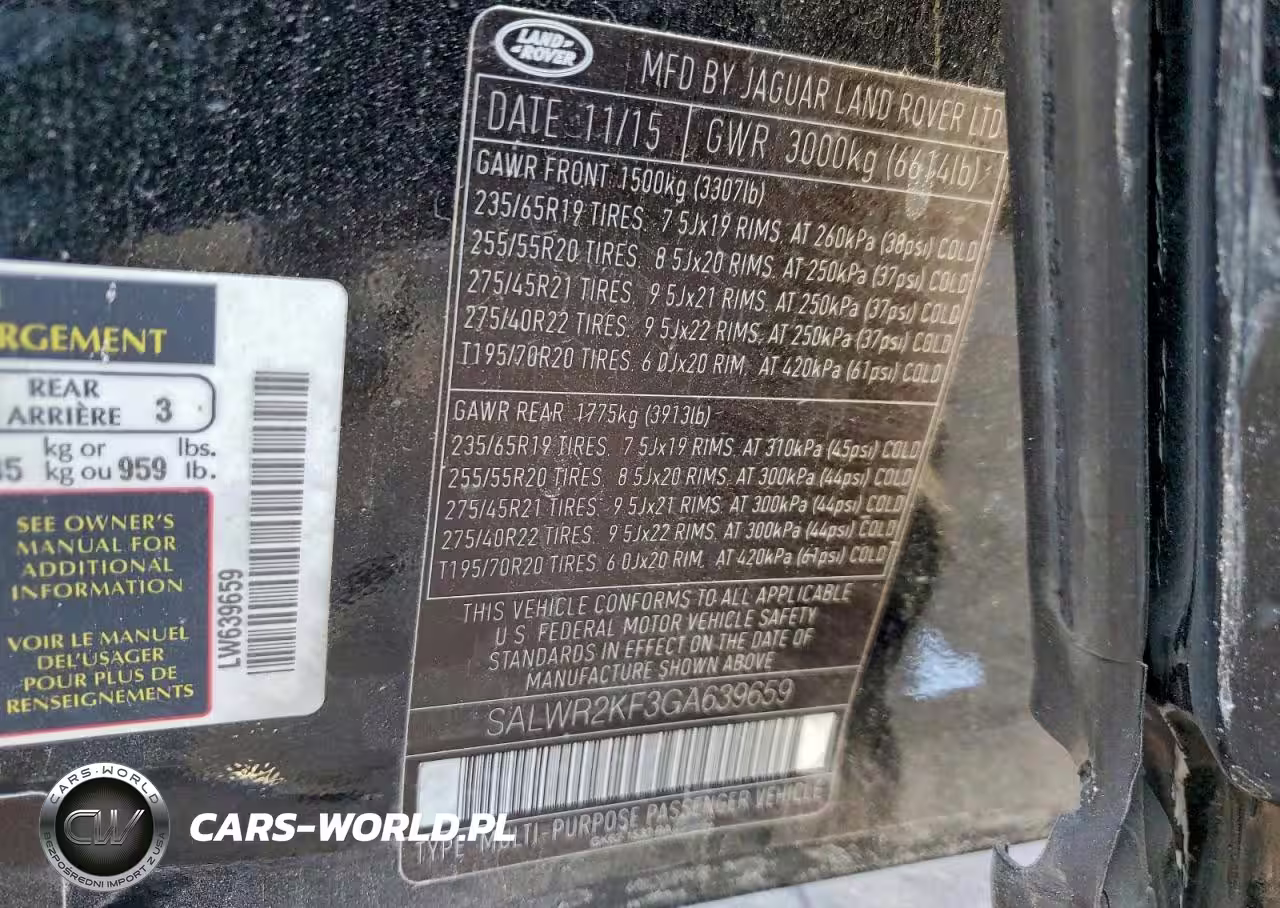 LAND ROVER
MFD BY JAGUAR LAND ROVER LTD
DATE 11/15 GWR 3000kg (6614lb)
GAWR FRONT 1500kg (3307lb)
235/65R19 TIRES. 7 5Jx19 RIMS. AT 260kPa (38psi) COLD
255/55R20 TIRES. 8 5Jx20 RIMS. AT 250kPa (37psi) COLD
275/45R21 TIRES. 9 5Jx21 RIMS. AT 250kPa (37psi) COLD
275/40R22 TIRES. 9 5Jx22 RIMS. AT 250kPa (37psi) COLD
T195/70R20 TIRES. 6 0Jx20 RIM. AT 420kPa (61psi) COLD
GAWR REAR 1775kg (3913lb)
235/65R19 TIRES. 7 5Jx19 RIMS. AT 310kPa (45psi) COLD
255/55R20 TIRES. 8 5Jx20 RIMS. AT 300kPa (44psi) COLD
275/45R21 TIRES. 9 5Jx21 RIMS. AT 300kPa (44psi) COLD
275/40R22 TIRES. 9 5Jx22 RIMS. AT 300kPa (44psi) COLD
T195/70R20 TIRES. 6 0Jx20 RIM. AT 420kPa (61psi) COLD
THIS VEHICLE CONFORMS TO ALL APPLICABLE
U.S. FEDERAL MOTOR VEHICLE SAFETY
STANDARDS IN EFFECT ON THE DATE OF
MANUFACTURE SHOWN ABOVE
SALWR2KF3GA639659
TYPE MULTI-PURPOSE PASSENGER VEHICLE
RGEMENT
REAR
ARRIÈRE 3
kg or lbs.
kg ou 959 lb.
SEE OWNER'S
MANUAL FOR
ADDITIONAL
INFORMATION
VOIR LE MANUEL
DEL'USAGER
POUR PLUS DE
RENSEIGNEMENTS
LW639659
CARS-WORLD
CW
BEZPOŚREDNI IMPORT Z USA
CARS-WORLD.PL